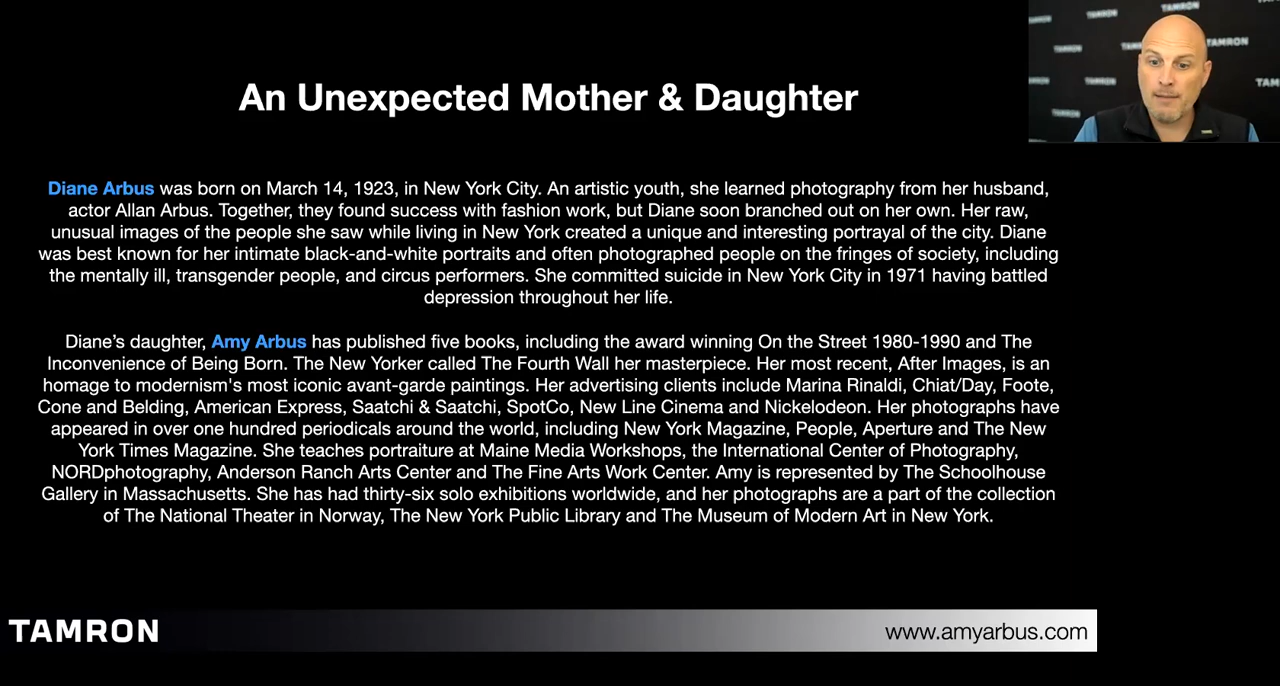 An Unexpected Mother & Daughter
Diane Arbus was born on March 14, 1923, in New York City. An artistic youth, she learned photography from her husband,
actor Allan Arbus. Together, they found success with fashion work, but Diane soon branched out on her own. Her raw,
unusual images of the people she saw while living in New York created a unique and interesting portrayal of the city. Diane
was best known for her intimate black-and-white portraits and often photographed people on the fringes of society, including
the mentally ill, transgender people, and circus performers. She committed suicide in New York City in 1971 having battled
depression throughout her life.
Diane’s daughter, Amy Arbus has published five books, including the award winning On the Street 1980-1990 and The
Inconvenience of Being Born. The New Yorker called The Fourth Wall her masterpiece. Her most recent, After Images, is an
homage to modernism's most iconic avant-garde paintings. Her advertising clients include Marina Rinaldi, Chiat/Day, Foote,
Cone and Belding, American Express, Saatchi & Saatchi, SpotCo, New Line Cinema and Nickelodeon. Her photographs have
appeared in over one hundred periodicals around the world, including New York Magazine, People, Aperture and The New
York Times Magazine. She teaches portraiture at Maine Media Workshops, the International Center of Photography,
NORDphotography, Anderson Ranch Arts Center and The Fine Arts Work Center. Amy is represented by The Schoolhouse
Gallery in Massachusetts. She has had thirty-six solo exhibitions worldwide, and her photographs are a part of the collection
of The National Theater in Norway, The New York Public Library and The Museum of Modern Art in New York.
TAMRON
www.amyarbus.com
TAMRON
TAMRON
TAMRON
TAMRON
TAMRON